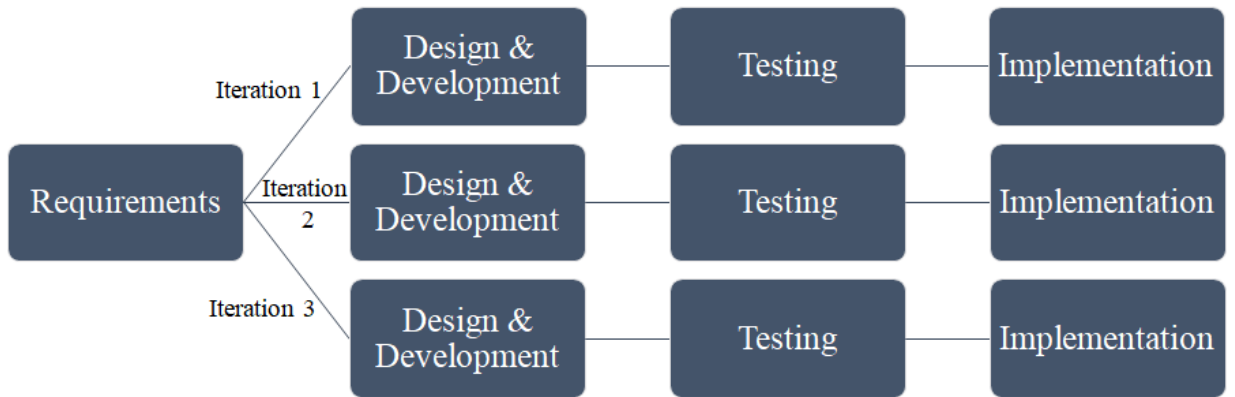 Design &
Development
Testing
Implementation
Iteration 1
Requirements
Iteration
2
Design &
Development
Testing
Implementation
Iteration 3
Design &
Development
Testing
Implementation